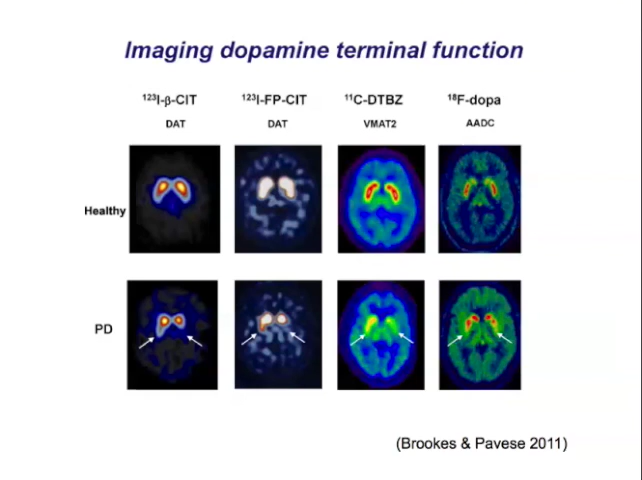 Imaging dopamine terminal function
¹²³I-β-CIT ¹²³I-FP-CIT ¹¹C-DTBZ ¹⁸F-dopa
DAT DAT VMAT2 AADC
Healthy
PD
(Brookes & Pavese 2011)